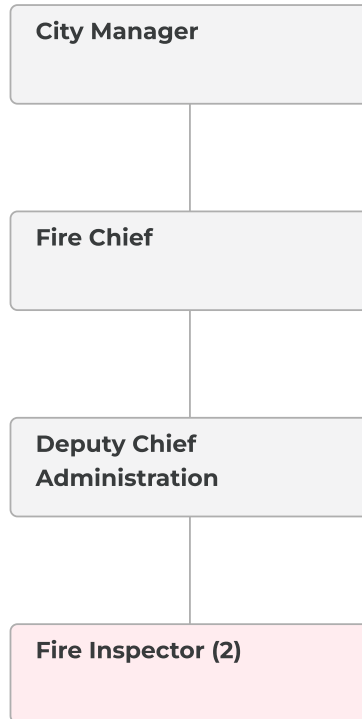 City Manager
Fire Chief
Deputy Chief
Administration
Fire Inspector (2)